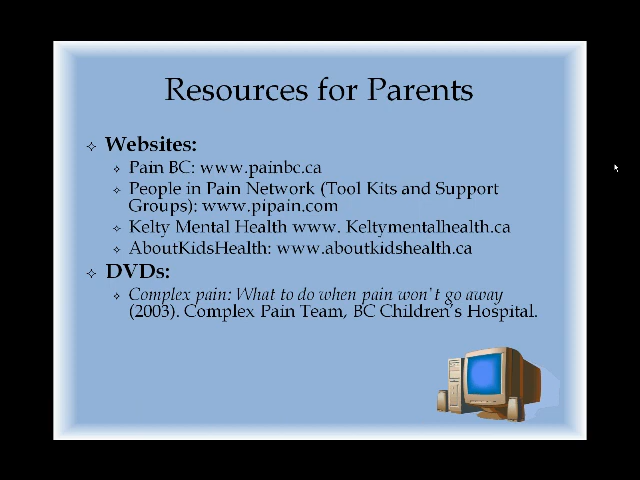 Resources for Parents
Websites:
Pain BC: www.painbc.ca
People in Pain Network (Tool Kits and Support
Groups): www.pipain.com
Kelty Mental Health www. Keltymentalhealth.ca
AboutKidsHealth: www.aboutkidshealth.ca
DVDs:
Complex pain: What to do when pain won't go away
(2003). Complex Pain Team, BC Children's Hospital.